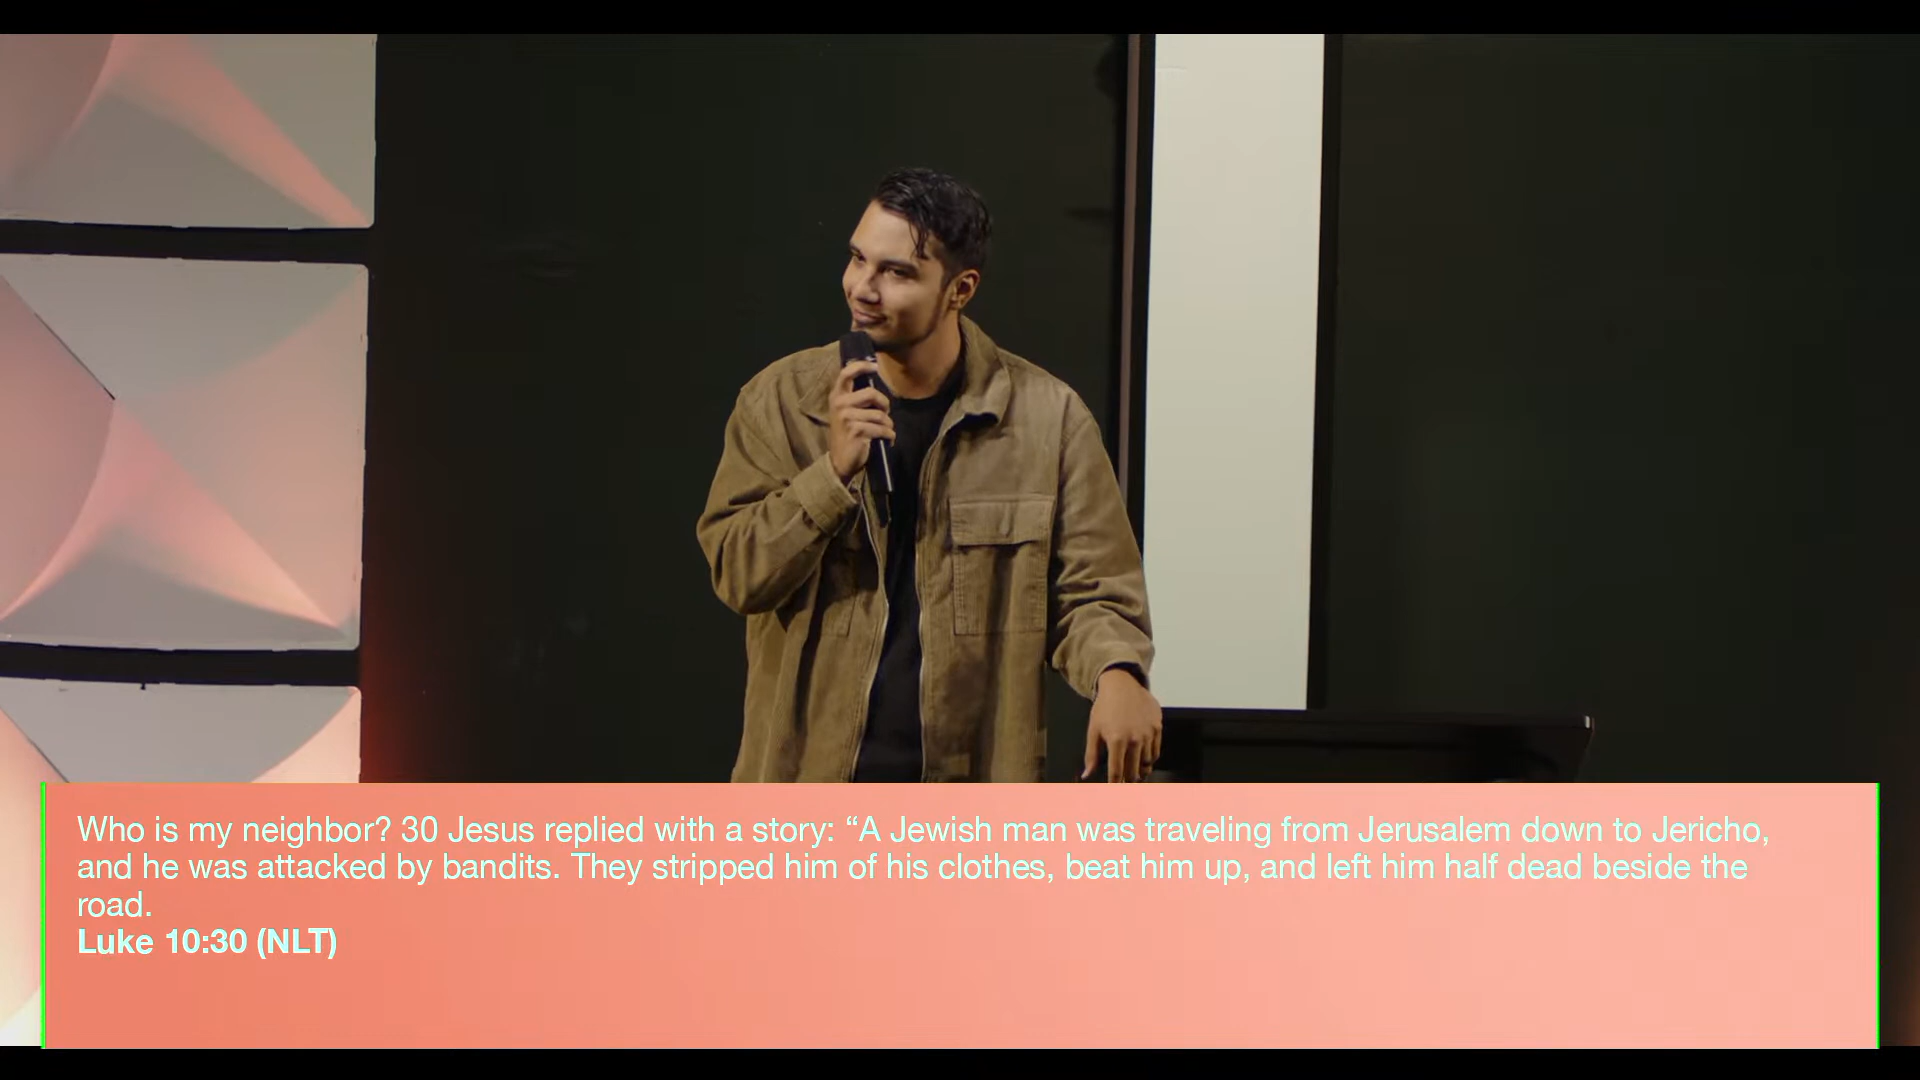 Who is my neighbor? 30 Jesus replied with a story: “A Jewish man was traveling from Jerusalem down to Jericho,
and he was attacked by bandits. They stripped him of his clothes, beat him up, and left him half dead beside the
road.
Luke 10:30 (NLT)